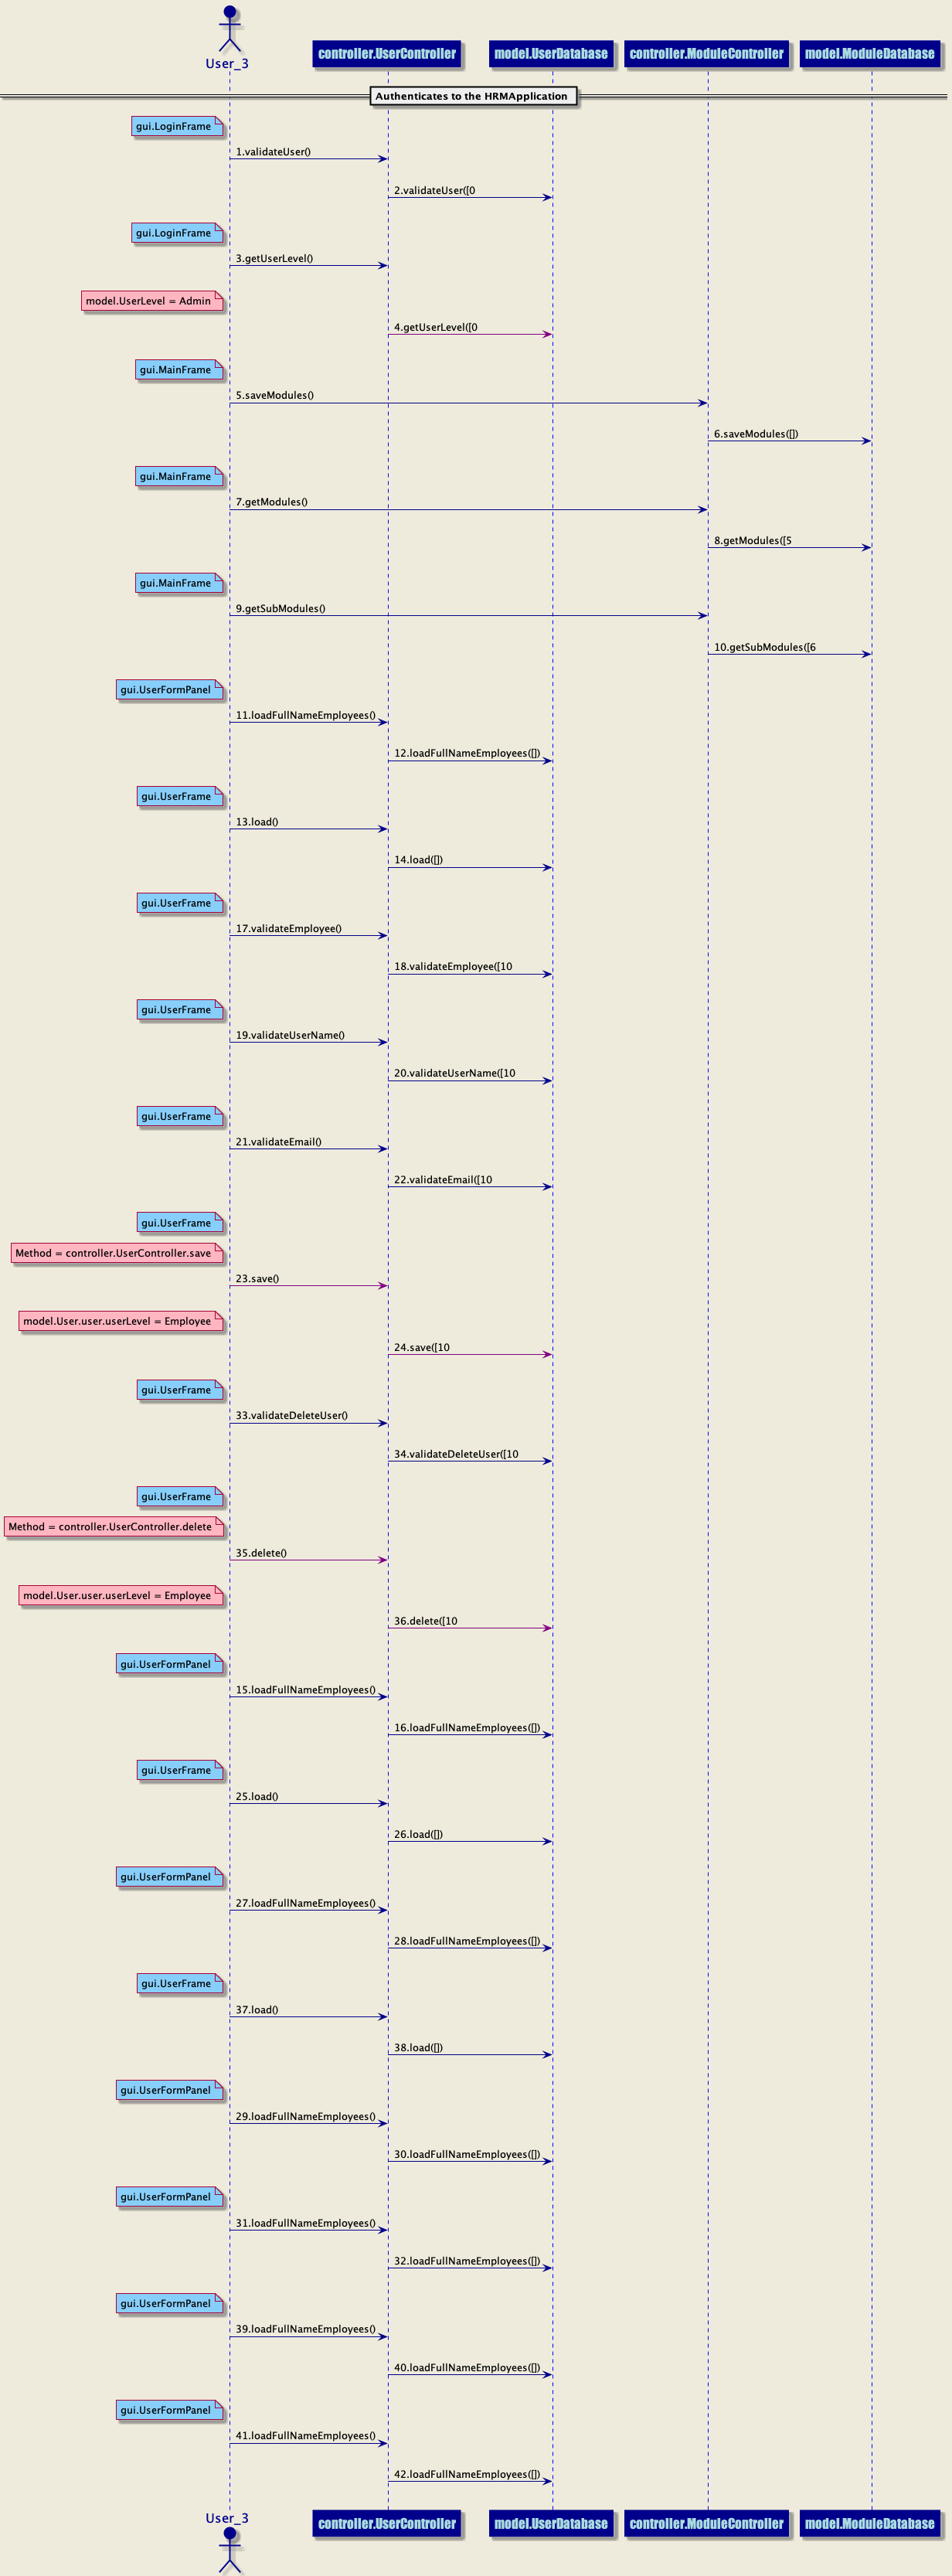 User_3
controller.UserController
model.UserDatabase
controller.ModuleController
model.ModuleDatabase
Authenticates to the HRMApplication
gui.LoginFrame
1.validateUser()
2.validateUser([0
gui.LoginFrame
3.getUserLevel()
model.UserLevel = Admin
4.getUserLevel([0
gui.MainFrame
5.saveModules()
6.saveModules([])
gui.MainFrame
7.getModules()
8.getModules([5
gui.MainFrame
9.getSubModules()
10.getSubModules([6
gui.UserFormPanel
11.loadFullNameEmployees()
12.loadFullNameEmployees([])
gui.UserFrame
13.load()
14.load([])
gui.UserFrame
17.validateEmployee()
18.validateEmployee([10
gui.UserFrame
19.validateUserName()
20.validateUserName([10
gui.UserFrame
21.validateEmail()
22.validateEmail([10
gui.UserFrame
Method = controller.UserController.save
23.save()
model.User.user.userLevel = Employee
24.save([10
gui.UserFrame
33.validateDeleteUser()
34.validateDeleteUser([10
gui.UserFrame
Method = controller.UserController.delete
35.delete()
model.User.user.userLevel = Employee
36.delete([10
gui.UserFormPanel
15.loadFullNameEmployees()
16.loadFullNameEmployees([])
gui.UserFrame
25.load()
26.load([])
gui.UserFormPanel
27.loadFullNameEmployees()
28.loadFullNameEmployees([])
gui.UserFrame
37.load()
38.load([])
gui.UserFormPanel
29.loadFullNameEmployees()
30.loadFullNameEmployees([])
gui.UserFormPanel
31.loadFullNameEmployees()
32.loadFullNameEmployees([])
gui.UserFormPanel
39.loadFullNameEmployees()
40.loadFullNameEmployees([])
gui.UserFormPanel
41.loadFullNameEmployees()
42.loadFullNameEmployees([])
User_3
controller.UserController
model.UserDatabase
controller.ModuleController
model.ModuleDatabase